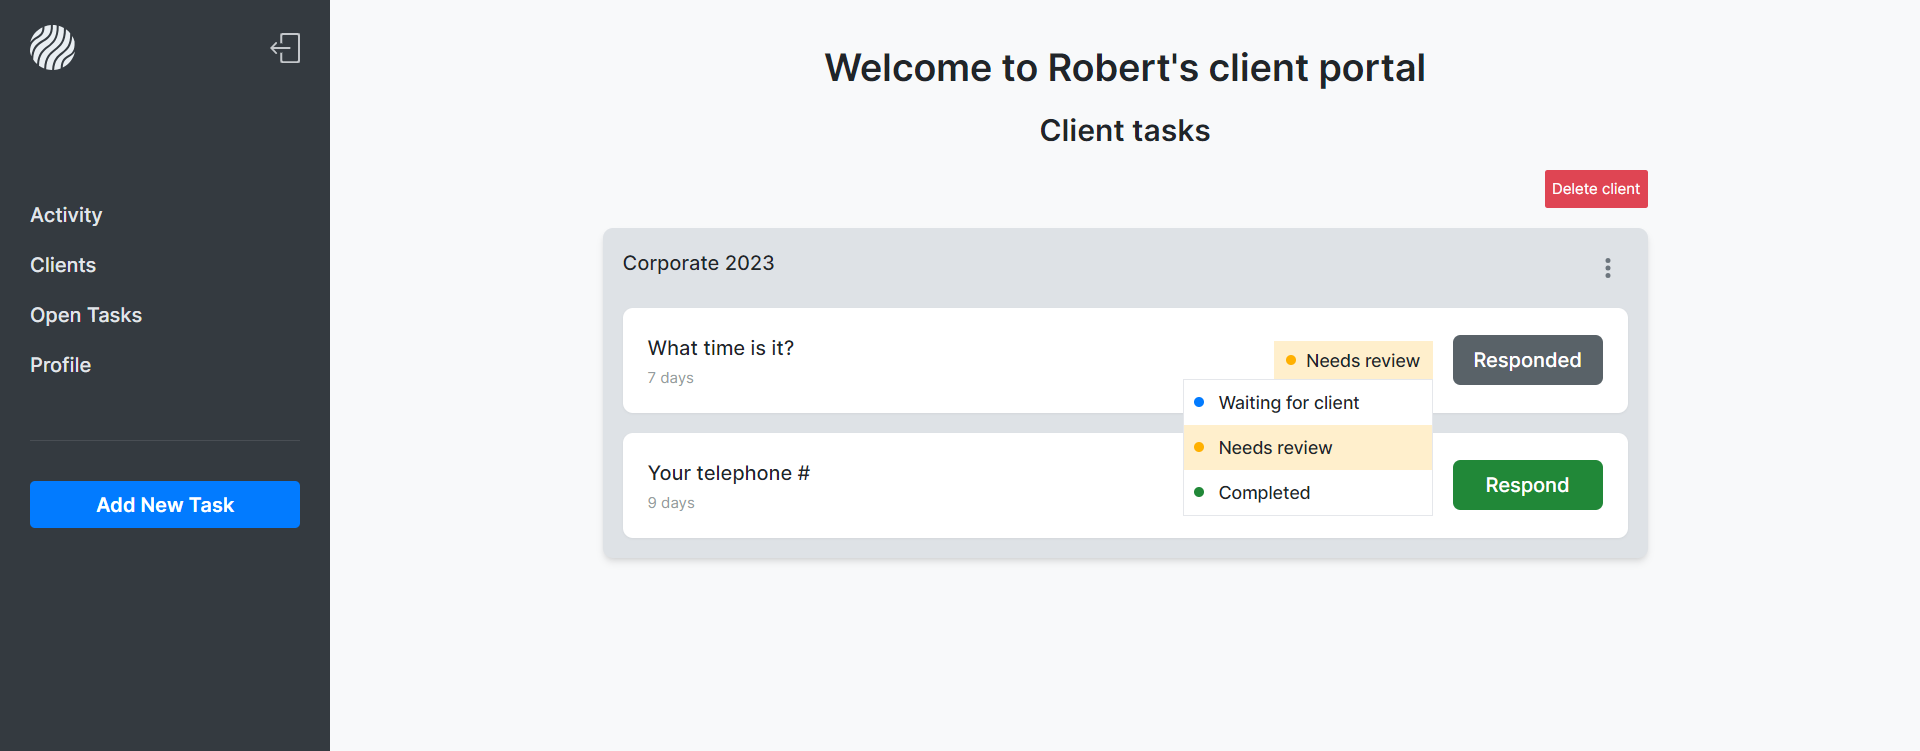 Activity
Clients
Open Tasks
Profile
Add New Task
Welcome to Robert's client portal
Client tasks
Delete client
Corporate 2023
What time is it?
7 days
Needs review
Responded
Waiting for client
Needs review
Completed
Your telephone #
9 days
Respond